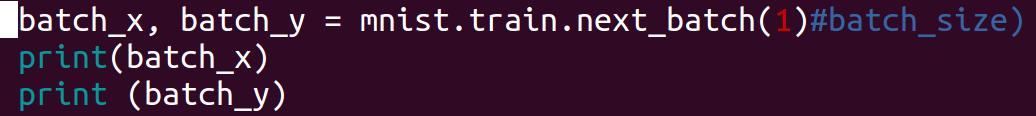 batch_x, batch_y = mnist.train.next_batch(1)#batch_size)
print(batch_x)
print (batch_y)